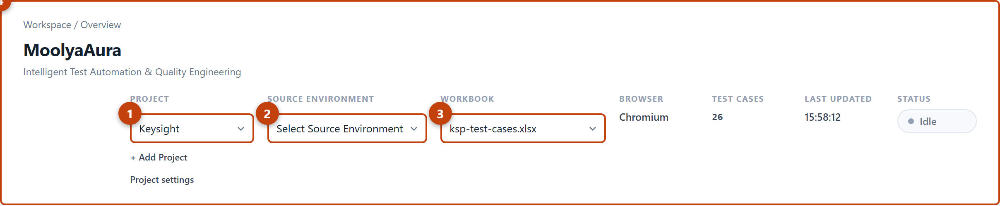 4
Workspace / Overview
MoolyaAura
Intelligent Test Automation & Quality Engineering
PROJECT SOURCE ENVIRONMENT WORKBOOK BROWSER TEST CASES LAST UPDATED STATUS
1 Keysight 2 Select Source Environment 3 ksp-test-cases.xlsx Chromium 26 15:58:12 Idle
+ Add Project
Project settings